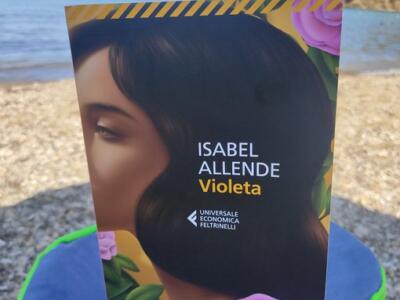 ISABEL
ALLENDE
Violeta
UNIVERSALE
ECONOMICA
FELTRINELLI